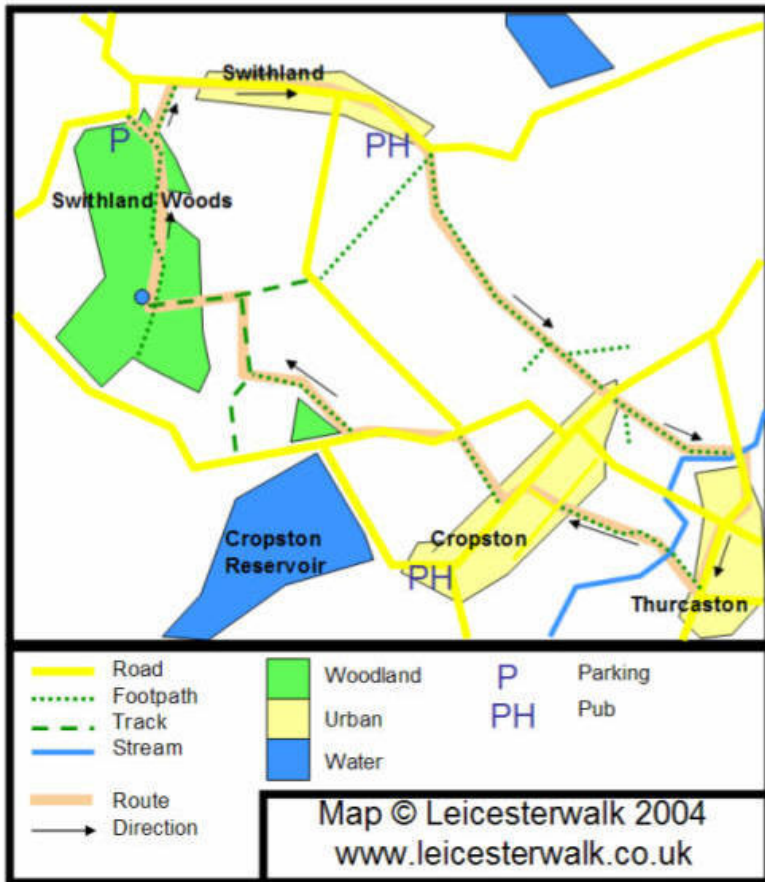 Swithland
P
PH
Swithland Woods
Cropston
Reservoir
Cropston
PH
Thurcaston
Road
Footpath
Track
Stream
Route
Direction
Woodland
Urban
Water
P Parking
PH Pub
Map © Leicesterwalk 2004
www.leicesterwalk.co.uk